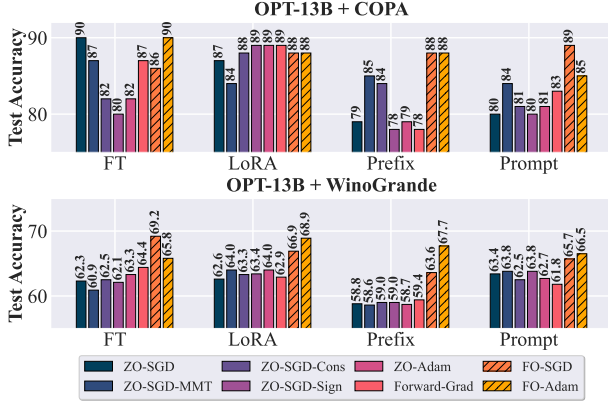 OPT-13B + COPA
Test Accuracy
90
80
90 87 82 80 82 87 86 90
87 84 88 89 89 89 88 88
79 85 84 78 79 78 88 88
80 84 81 80 81 83 89 85
FT LoRA Prefix Prompt
OPT-13B + WinoGrande
Test Accuracy
70
60
62.3 60.9 62.5 62.1 63.3 64.4 69.2 65.8
62.6 64.0 63.3 63.4 64.0 62.9 66.9 68.9
58.8 58.6 59.0 59.0 58.7 59.4 63.6 67.7
63.4 63.8 62.5 63.8 62.7 61.8 65.7 66.5
FT LoRA Prefix Prompt
ZO-SGD ZO-SGD-Cons ZO-Adam FO-SGD
ZO-SGD-MMT ZO-SGD-Sign Forward-Grad FO-Adam